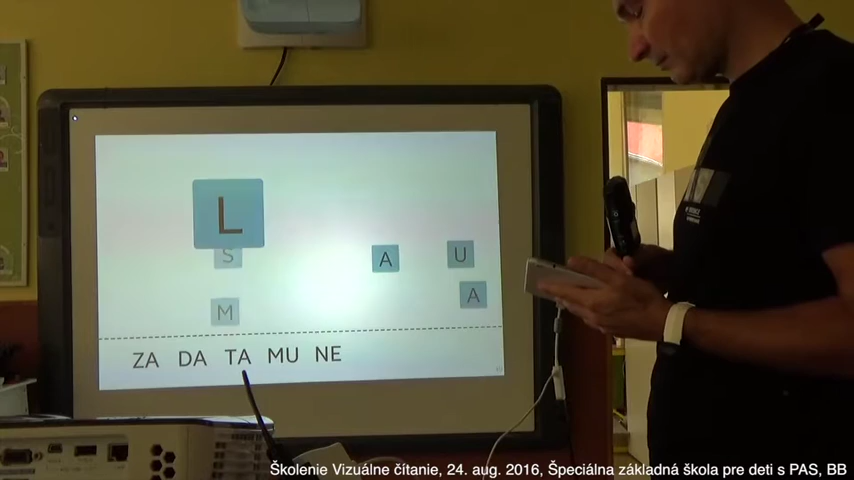 L
S
A
U
M
A
ZA DA TA MU NE
Školenie Vizuálne čítanie, 24. aug. 2016, Špeciálna základná škola pre deti s PAS, BB